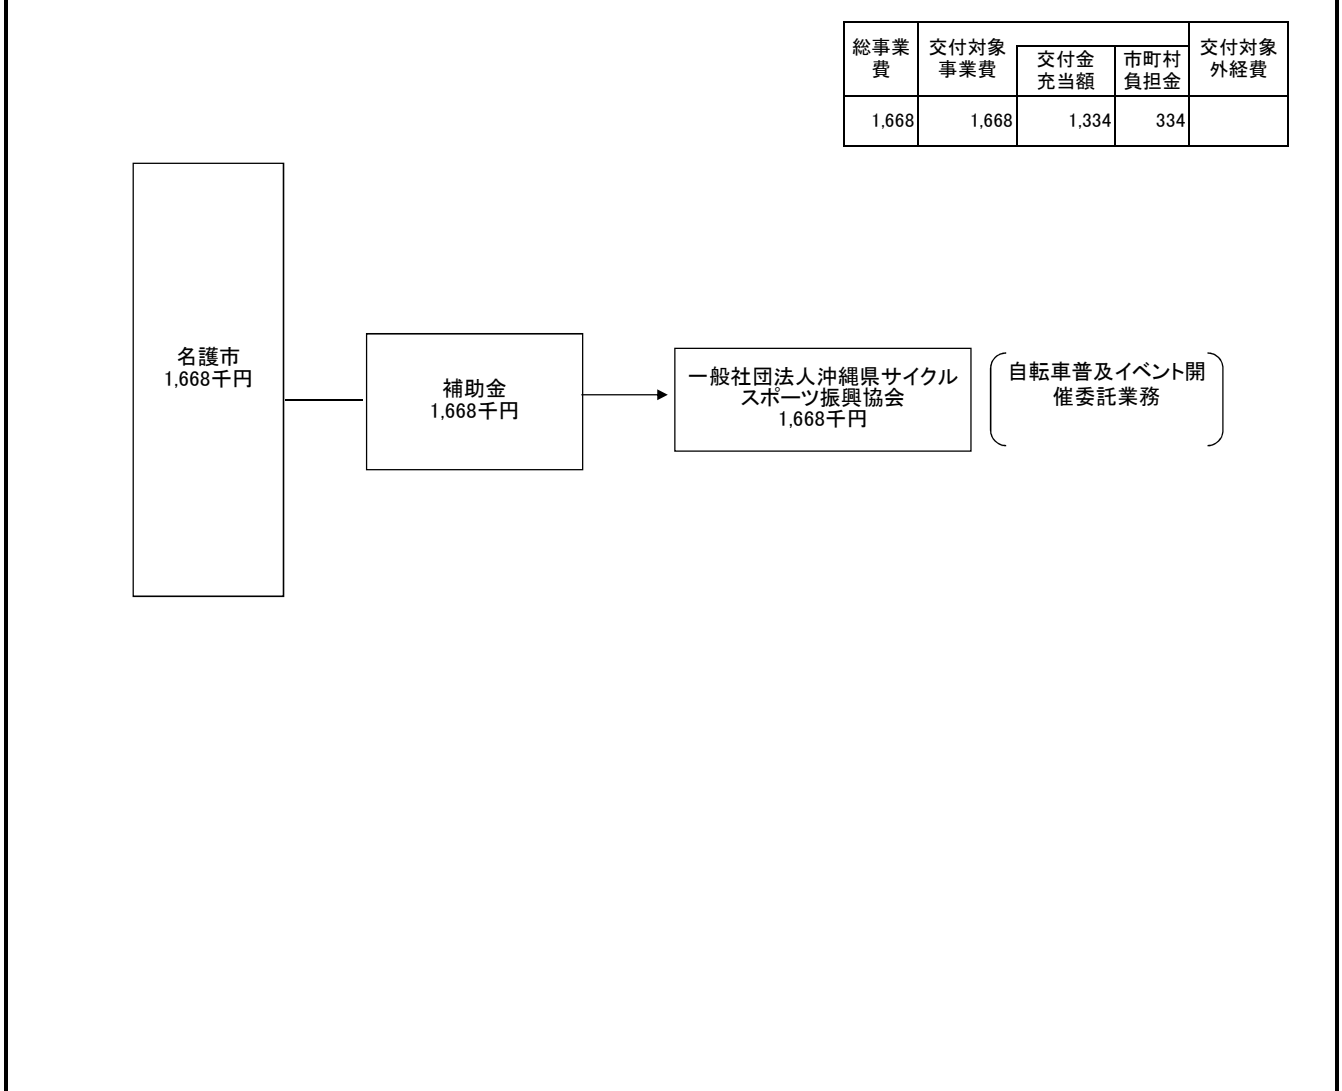 総事業
費
交付対象
事業費
交付金
充当額
市町村
負担金
交付対象
外経費
1,668
1,668
1,334
334
名護市
1,668千円
補助金
1,668千円
一般社団法人沖縄県サイクル
スポーツ振興協会
1,668千円
自転車普及イベント開
催委託業務